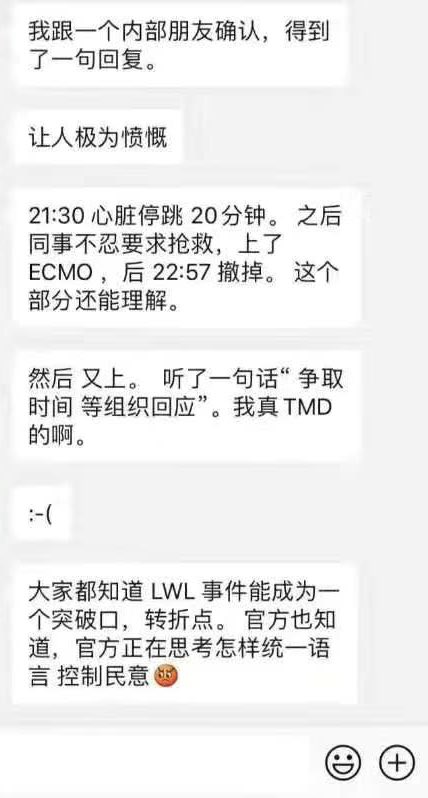 我跟一个内部朋友确认，得到
了一句回复。
让人极为愤慨
21:30 心脏停跳 20分钟。 之后
同事不忍要求抢救，上了
ECMO ，后 22:57 撤掉。 这个
部分还能理解。
然后 又上。 听了一句话“ 争取
时间 等组织回应”。我真TMD
的啊。
:-(
大家都知道 LWL 事件能成为一
个突破口，转折点。 官方也知
道，官方正在思考怎样统一语
言 控制民意